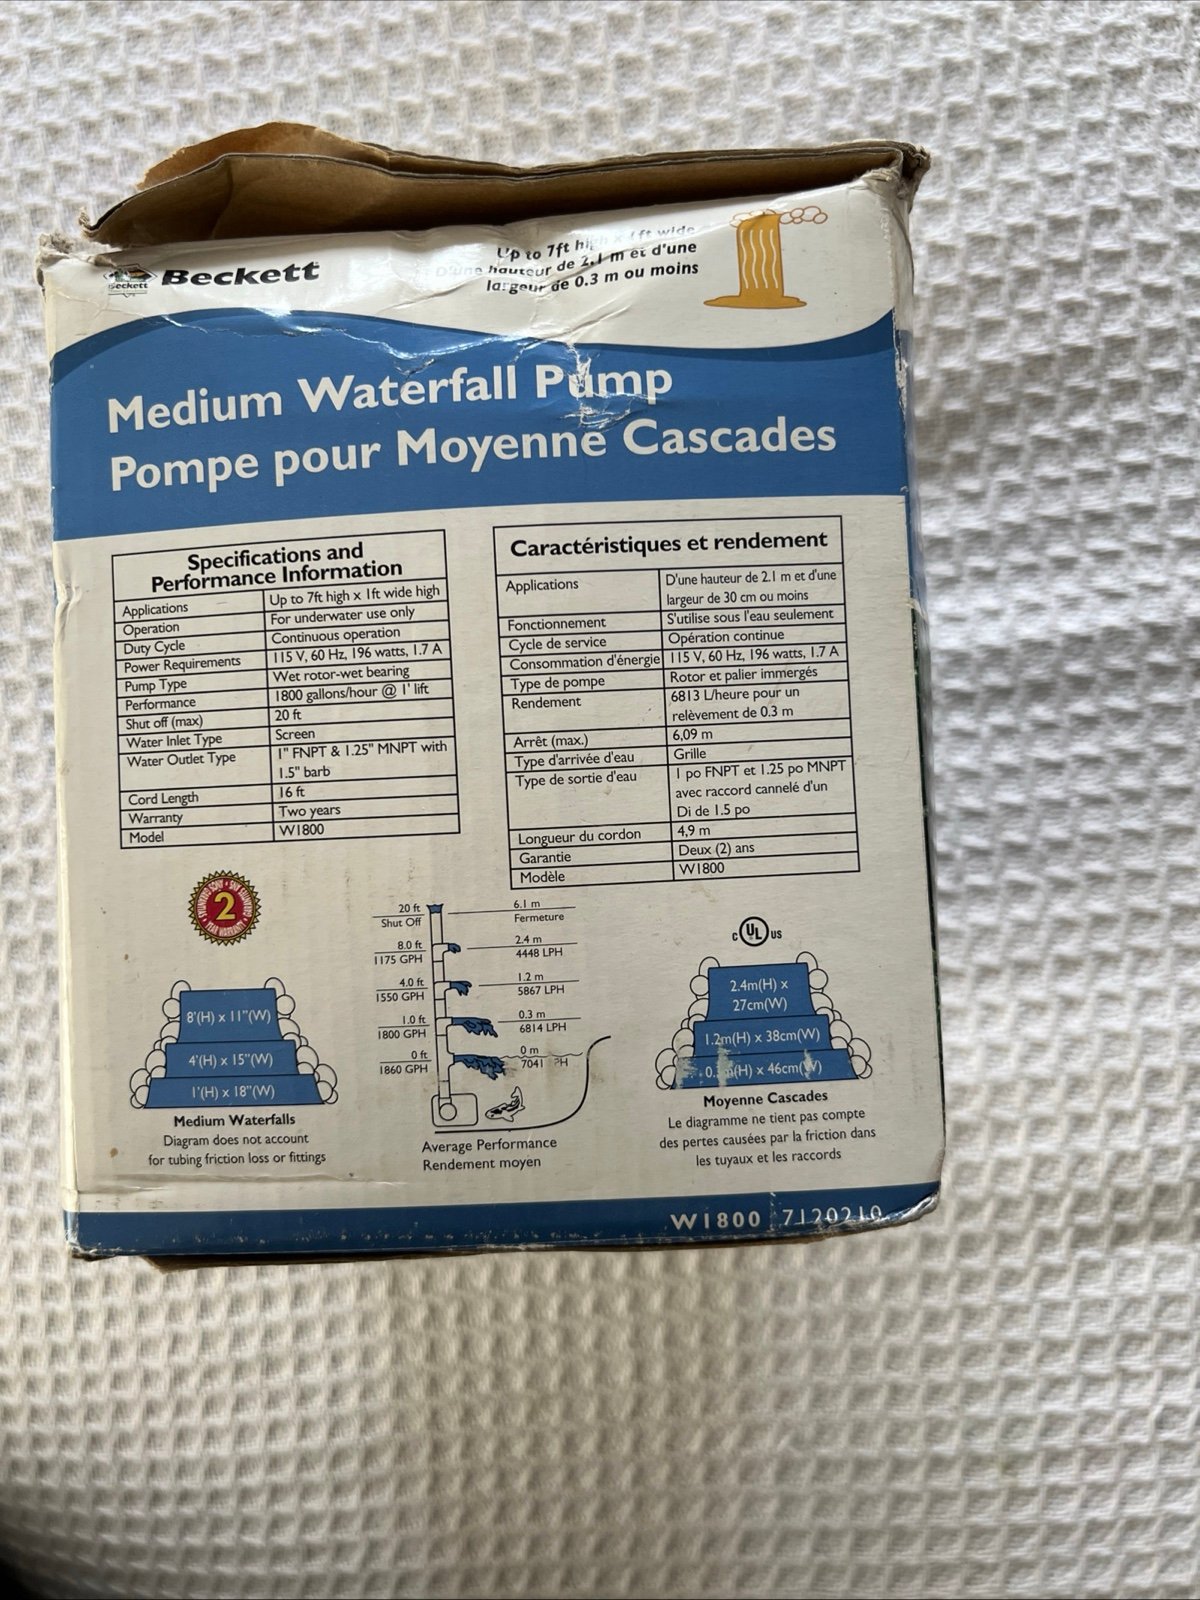 Beckett
Beckett
Up to 7ft high x 1ft wide
D'une hauteur de 2.1 m et d'une
largeur de 0.3 m ou moins
Medium Waterfall Pump
Pompe pour Moyenne Cascades
Specifications and
Performance Information
Applications Up to 7ft high x 1ft wide high
Operation For underwater use only
Duty Cycle Continuous operation
Power Requirements 115 V, 60 Hz, 196 watts, 1.7 A
Pump Type Wet rotor-wet bearing
Performance 1800 gallons/hour @ 1' lift
Shut off (max) 20 ft
Water Inlet Type Screen
Water Outlet Type 1" FNPT & 1.25" MNPT with
1.5" barb
Cord Length 16 ft
Warranty Two years
Model W1800
Caractéristiques et rendement
Applications D'une hauteur de 2.1 m et d'une
largeur de 30 cm ou moins
Fonctionnement S'utilise sous l'eau seulement
Cycle de service Opération continue
Consommation d'énergie 115 V, 60 Hz, 196 watts, 1.7 A
Type de pompe Rotor et palier immergés
Rendement 6813 L/heure pour un
relèvement de 0.3 m
Arrêt (max.) 6,09 m
Type d'arrivée d'eau Grille
Type de sortie d'eau 1 po FNPT et 1.25 po MNPT
avec raccord cannelé d'un
Di de 1.5 po
Longueur du cordon 4,9 m
Garantie Deux (2) ans
Modèle W1800
2
8'(H) x 11"(W)
4'(H) x 15"(W)
1'(H) x 18"(W)
Medium Waterfalls
Diagram does not account
for tubing friction loss or fittings
20 ft 6.1 m
Shut Off Fermeture
8.0 ft 2.4 m
1175 GPH 4448 LPH
4.0 ft 1.2 m
1550 GPH 5867 LPH
1.0 ft 0.3 m
1800 GPH 6814 LPH
0 ft 0 m
1860 GPH 7041 PH
Average Performance
Rendement moyen
C UL US
2.4m(H) x
27cm(W)
1.2m(H) x 38cm(W)
0.3m(H) x 46cm(W)
Moyenne Cascades
Le diagramme ne tient pas compte
des pertes causées par la friction dans
les tuyaux et les raccords
W1800 7120210